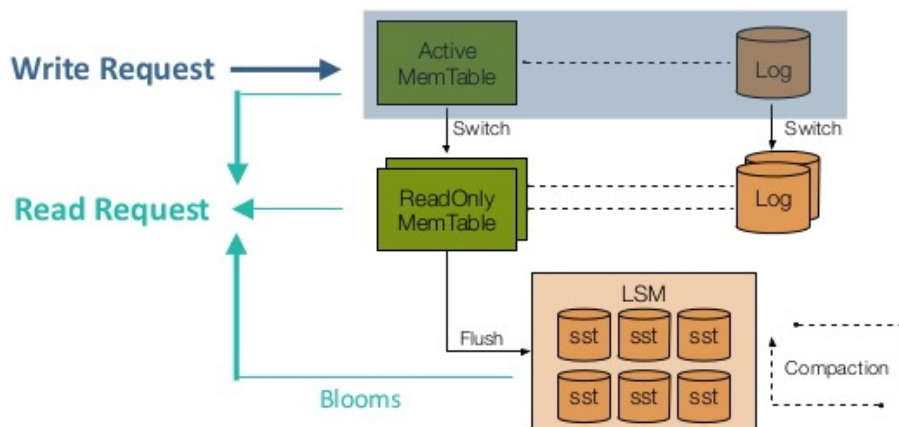 Active
MemTable
Write Request
Log
Switch
Switch
Read Request
ReadOnly
MemTable
Log
LSM
sst sst sst
Flush
Compaction
sst sst sst
Blooms